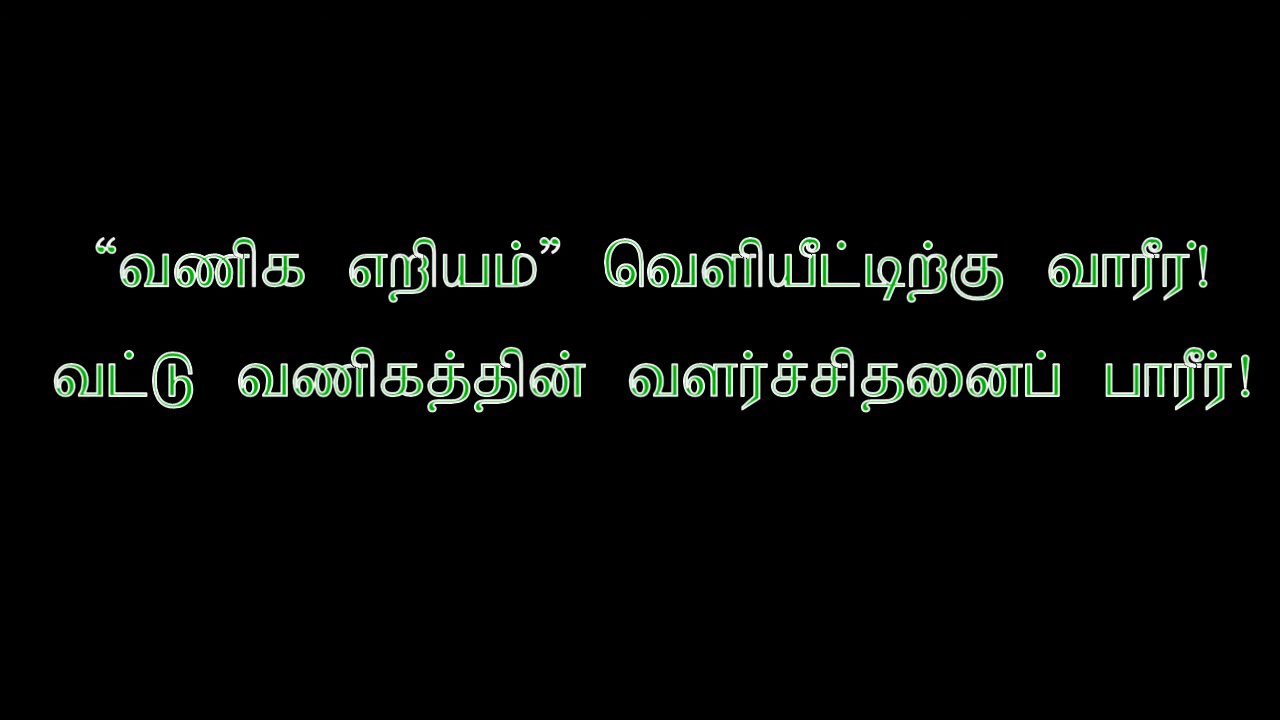 “வணிக எறியம்” வெளியீட்டிற்கு வாரீர்!
வட்டு வணிகத்தின் வளர்ச்சிதனைப் பாரீர்!